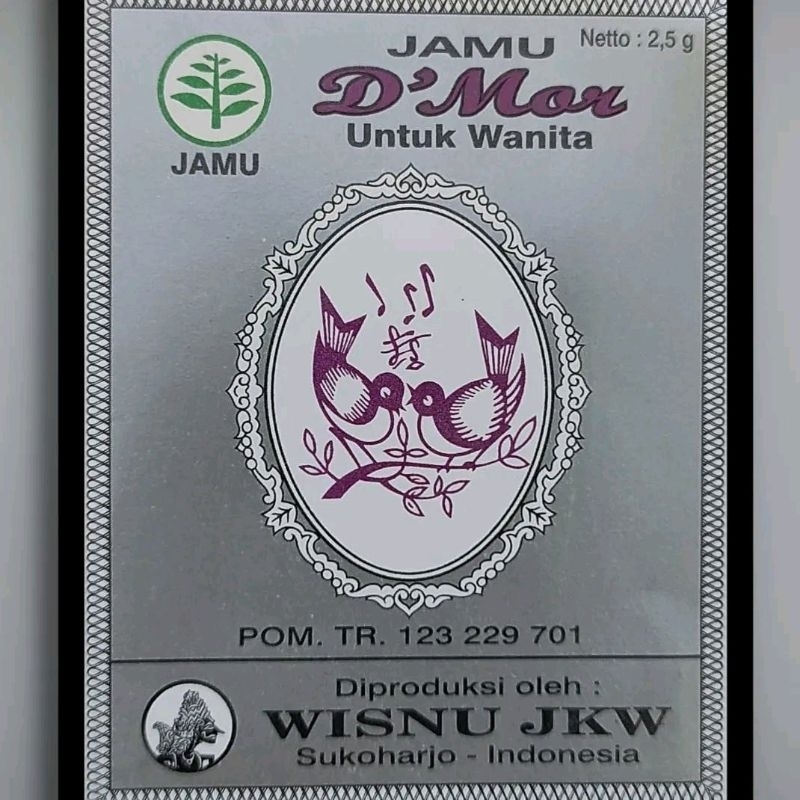 JAMU
Netto : 2,5 g
D'Mor
Untuk Wanita
JAMU
POM. TR. 123 229 701
Diproduksi oleh :
WISNU JKW
Sukoharjo - Indonesia